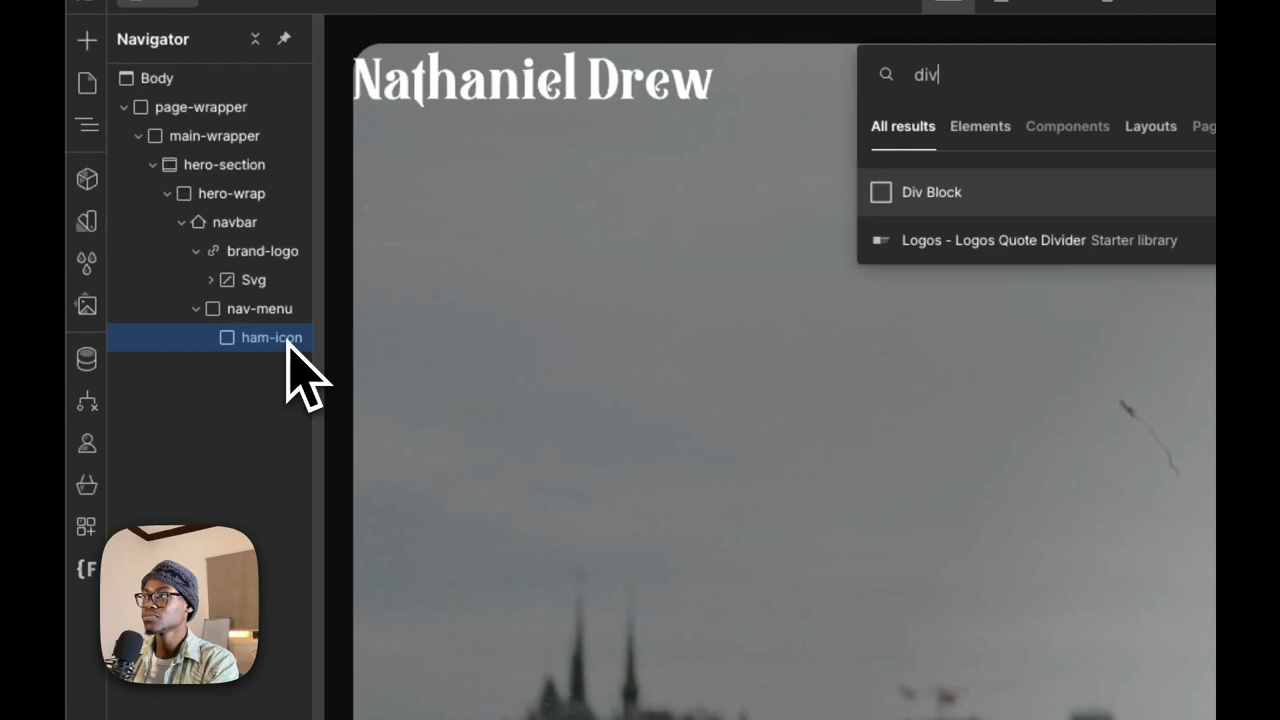 Navigator
Body
page-wrapper
main-wrapper
hero-section
hero-wrap
navbar
brand-logo
Svg
nav-menu
ham-icon
{F
Nathaniel Drew
div
All results Elements Components Layouts Pag
Div Block
Logos - Logos Quote Divider Starter library